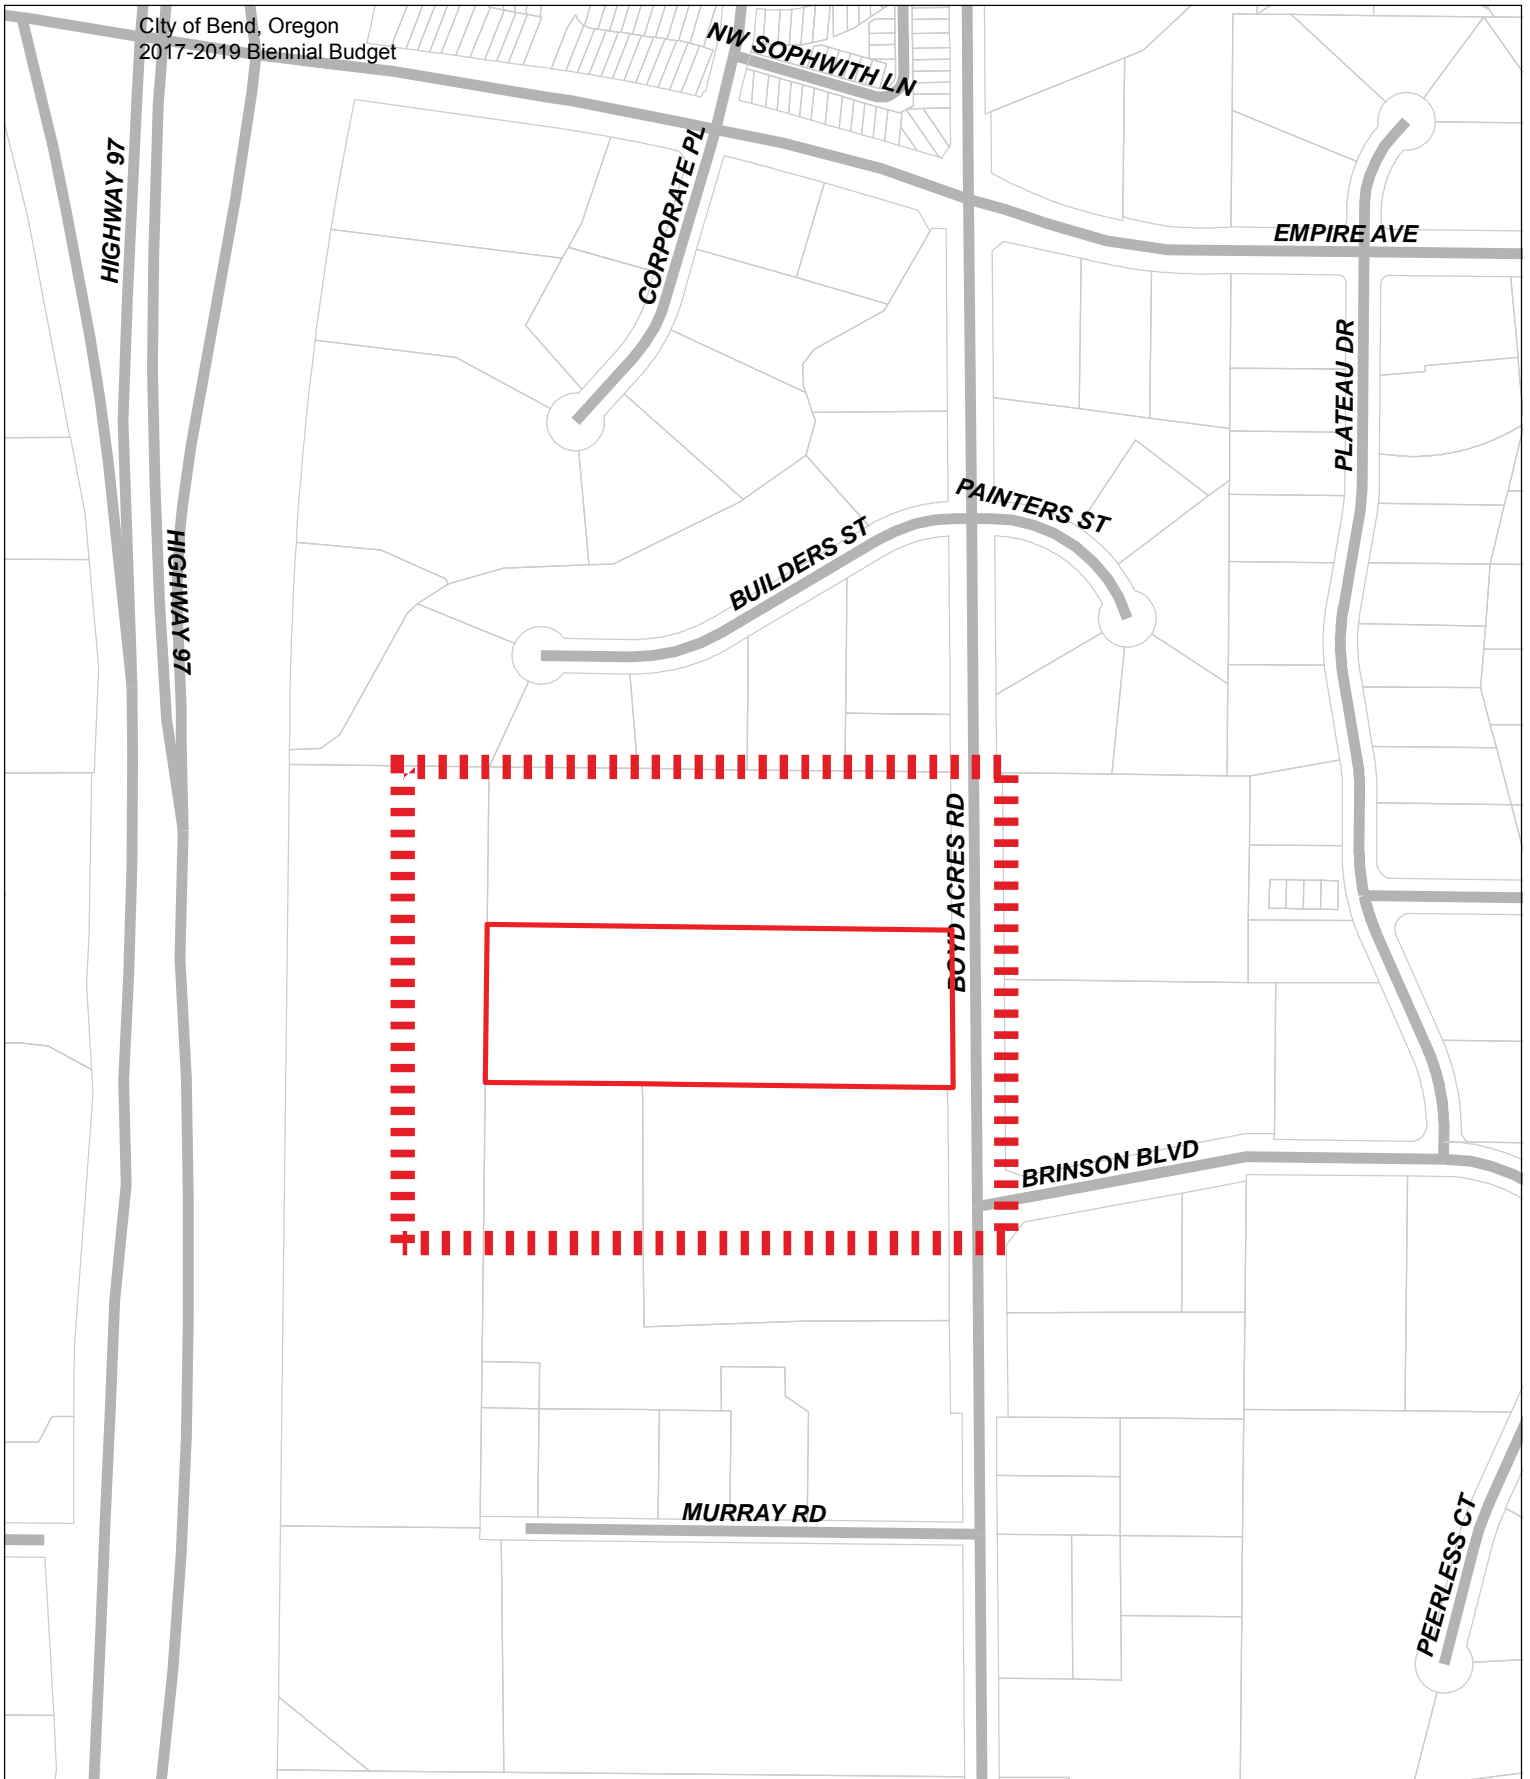 CIty of Bend, Oregon
2017-2019 Biennial Budget
NW SOPHWITH LN
HIGHWAY 97
CORPORATE PL
EMPIRE AVE
PLATEAU DR
PAINTERS ST
BUILDERS ST
HIGHWAY 97
BOYD ACRES RD
BRINSON BLVD
MURRAY RD
PEERLESS CT